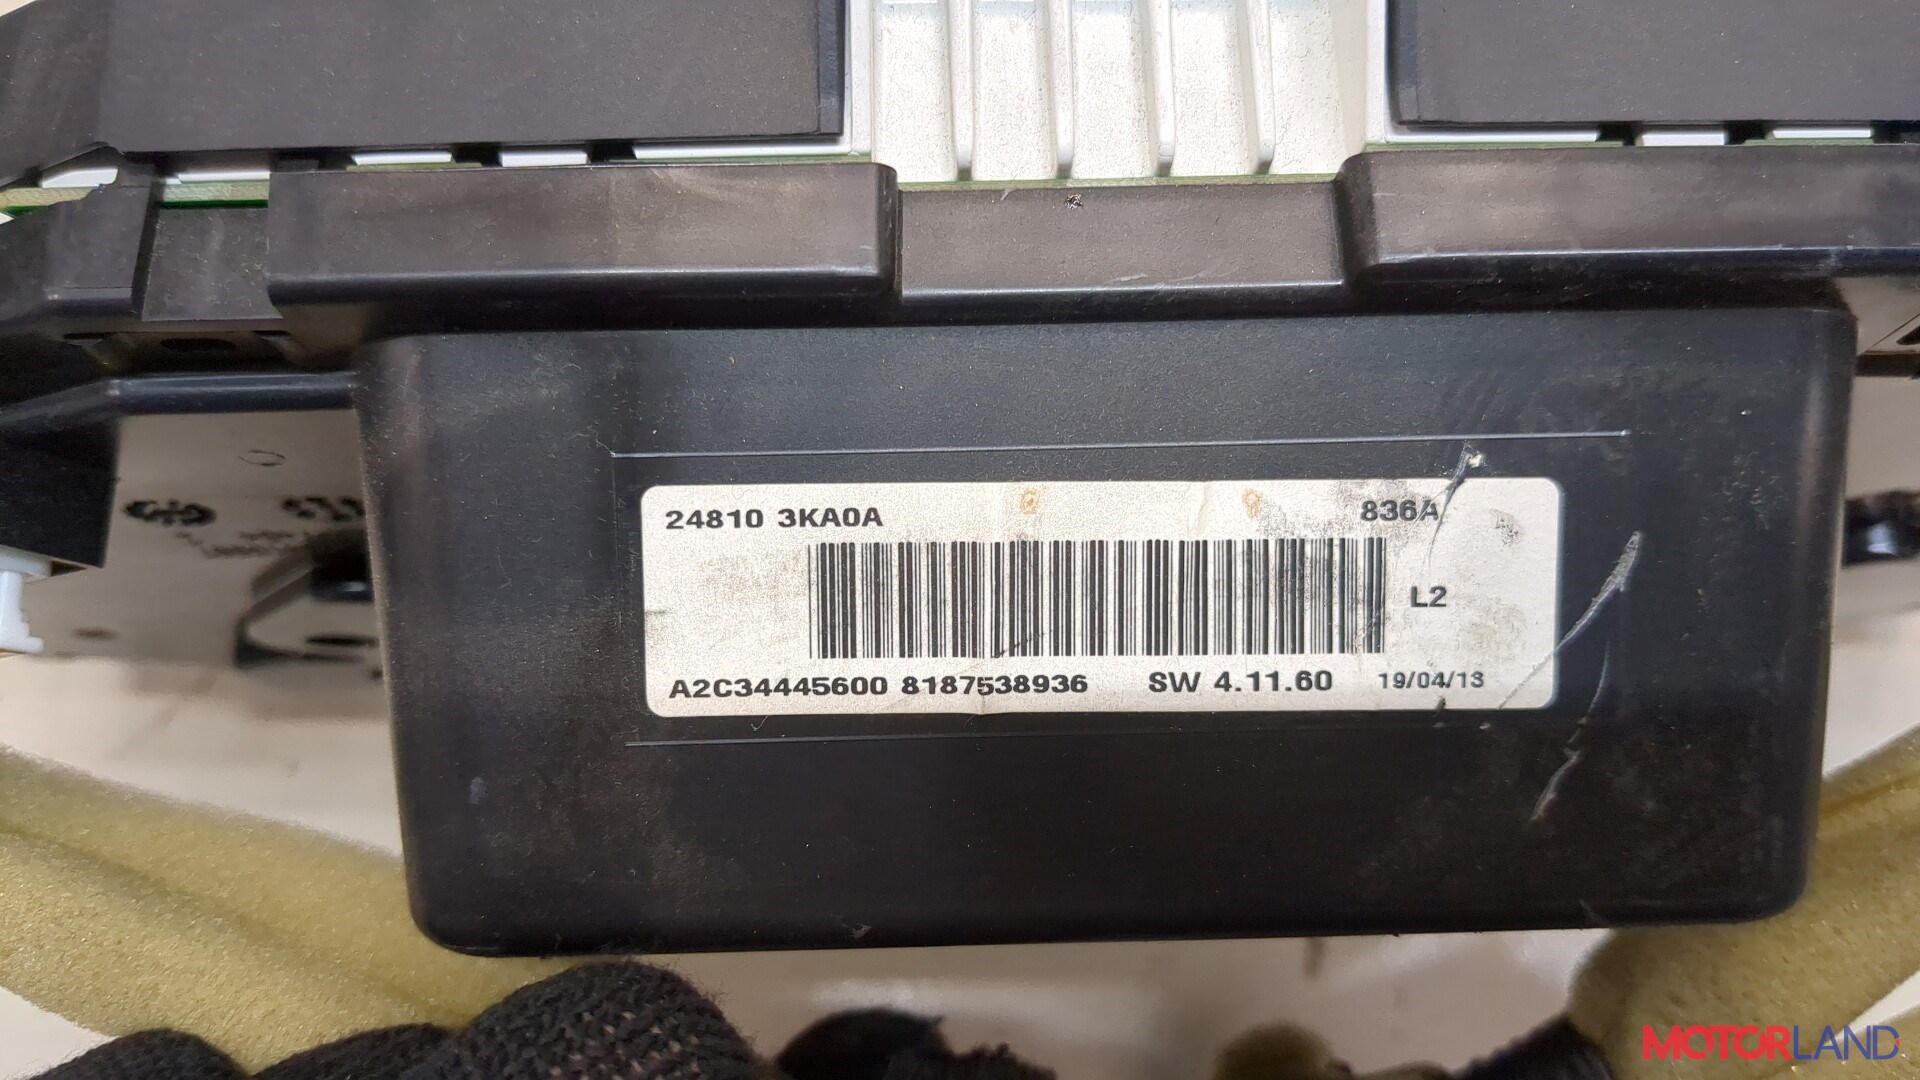 24810 3KA0A 836A
L2
A2C34445600 8187538936 SW 4.11.60 19/04/13
MOTORLAND